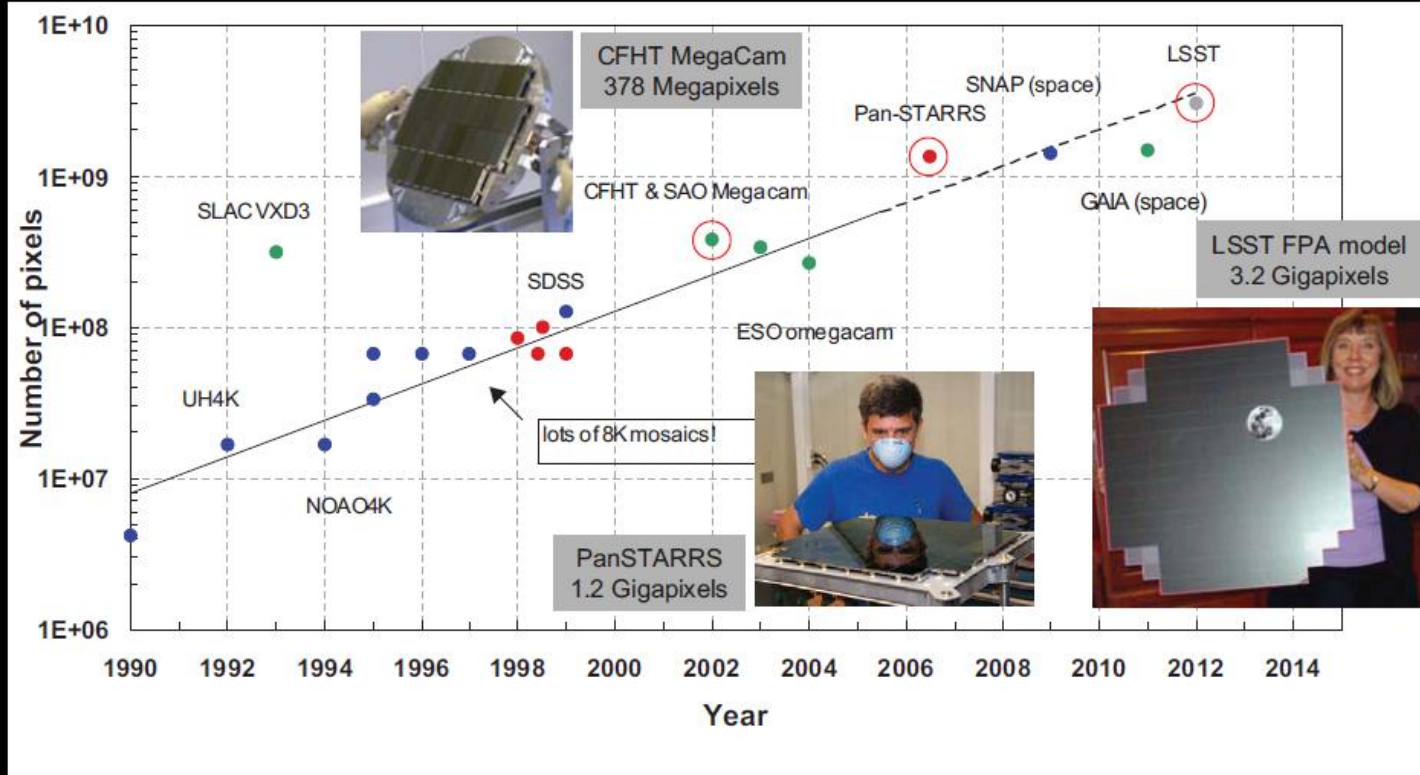 1E+10
1E+09
1E+08
1E+07
1E+06
Number of pixels
CFHT MegaCam
378 Megapixels
LSST
SNAP (space)
Pan-STARRS
CFHT & SAO Megacam
SLAC VXD3
GAIA (space)
LSST FPA model
3.2 Gigapixels
SDSS
ESO omegacam
UH4K
lots of 8K mosaics!
NOAO4K
PanSTARRS
1.2 Gigapixels
1990 1992 1994 1996 1998 2000 2002 2004 2006 2008 2010 2012 2014
Year